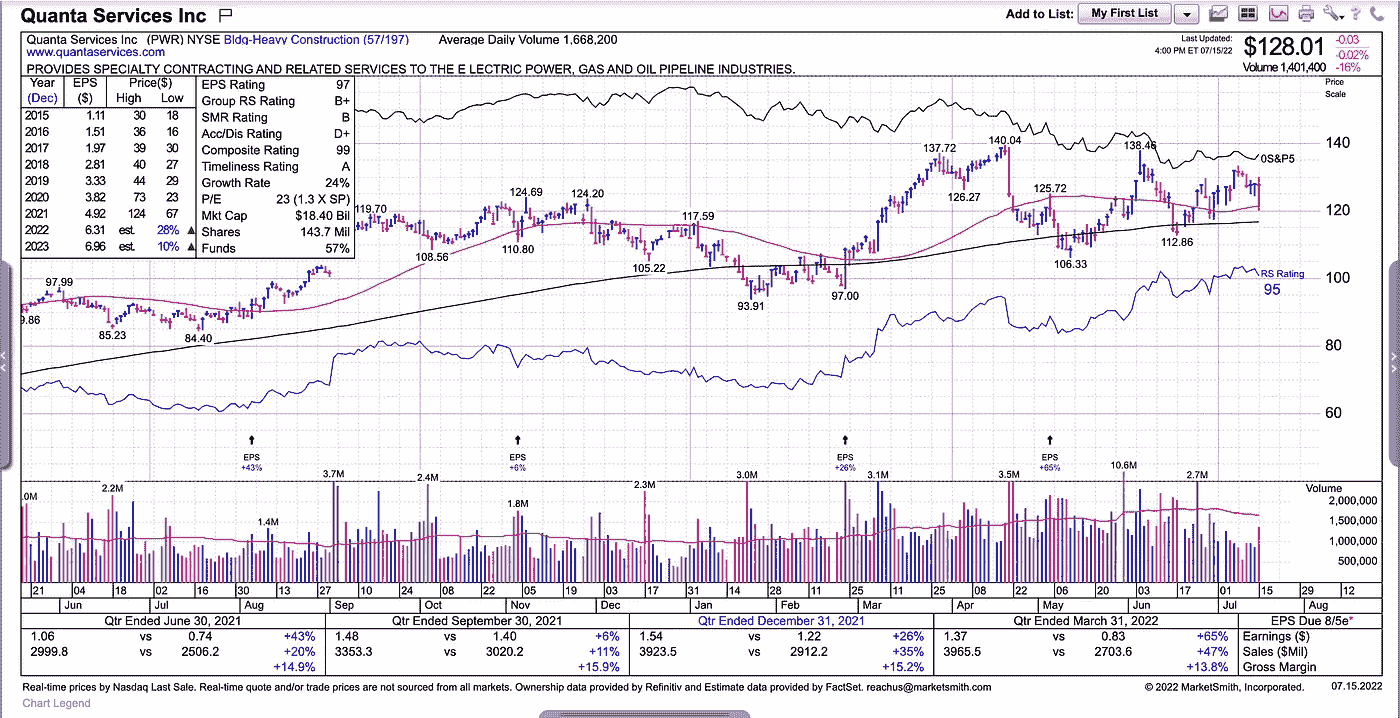 Quanta Services Inc
Add to List: My First List
Quanta Services Inc (PWR) NYSE Bldg-Heavy Construction (57/197) Average Daily Volume 1,668,200
www.quantaservices.com
PROVIDES SPECIALTY CONTRACTING AND RELATED SERVICES TO THE E LECTRIC POWER, GAS AND OIL PIPELINE INDUSTRIES.
Last Updated:
4:00 PM ET 07/15/22
$128.01 -0.03
-0.02%
Volume 1,401,400 -16%
Year EPS Price($)
(Dec) ($) High Low
2015 1.11 30 18
2016 1.51 36 16
2017 1.97 39 30
2018 2.81 40 27
2019 3.33 44 29
2020 3.82 73 23
2021 4.92 124 67
2022 6.31 est. 28%
2023 6.96 est. 10%
EPS Rating 97
Group RS Rating B+
SMR Rating B
Acc/Dis Rating D+
Composite Rating 99
Timeliness Rating A
Growth Rate 24%
P/E 23 (1.3 X SP)
Mkt Cap $18.40 Bil
Shares 143.7 Mil
Funds 57%
Price
Scale
140
120
100
80
60
0S&P5
RS Rating
95
9.86
97.99
85.23
84.40
119.70
108.56
124.69
110.80
124.20
105.22
117.59
93.91
97.00
137.72
126.27
140.04
125.72
106.33
138.46
112.86
EPS EPS EPS EPS
+43% +6% +26% +65%
.0M 2.2M 1.4M 3.7M 2.4M 1.8M 2.3M 3.0M 3.1M 3.5M 10.6M 2.7M
Volume
2,000,000
1,500,000
1,000,000
500,000
21 04 18 02 16 30 13 27 10 24 08 22 05 19 03 17 31 14 28 11 25 11 25 08 22 06 20 03 17 01 15 29 12
Jun Jul Aug Sep Oct Nov Dec Jan Feb Mar Apr May Jun Jul Aug
Qtr Ended June 30, 2021 Qtr Ended September 30, 2021 Qtr Ended December 31, 2021 Qtr Ended March 31, 2022 EPS Due 8/5e*
1.06 vs 0.74 +43% 1.48 vs 1.40 +6% 1.54 vs 1.22 +26% 1.37 vs 0.83 +65% Earnings ($)
2999.8 vs 2506.2 +20% 3353.3 vs 3020.2 +11% 3923.5 vs 2912.2 +35% 3965.5 vs 2703.6 +47% Sales ($Mil)
+14.9% +15.9% +15.2% +13.8% Gross Margin
Real-time prices by Nasdaq Last Sale. Real-time quote and/or trade prices are not sourced from all markets. Ownership data provided by Refinitiv and Estimate data provided by FactSet. reachus@marketsmith.com © 2022 MarketSmith, Incorporated. 07.15.2022
Chart Legend